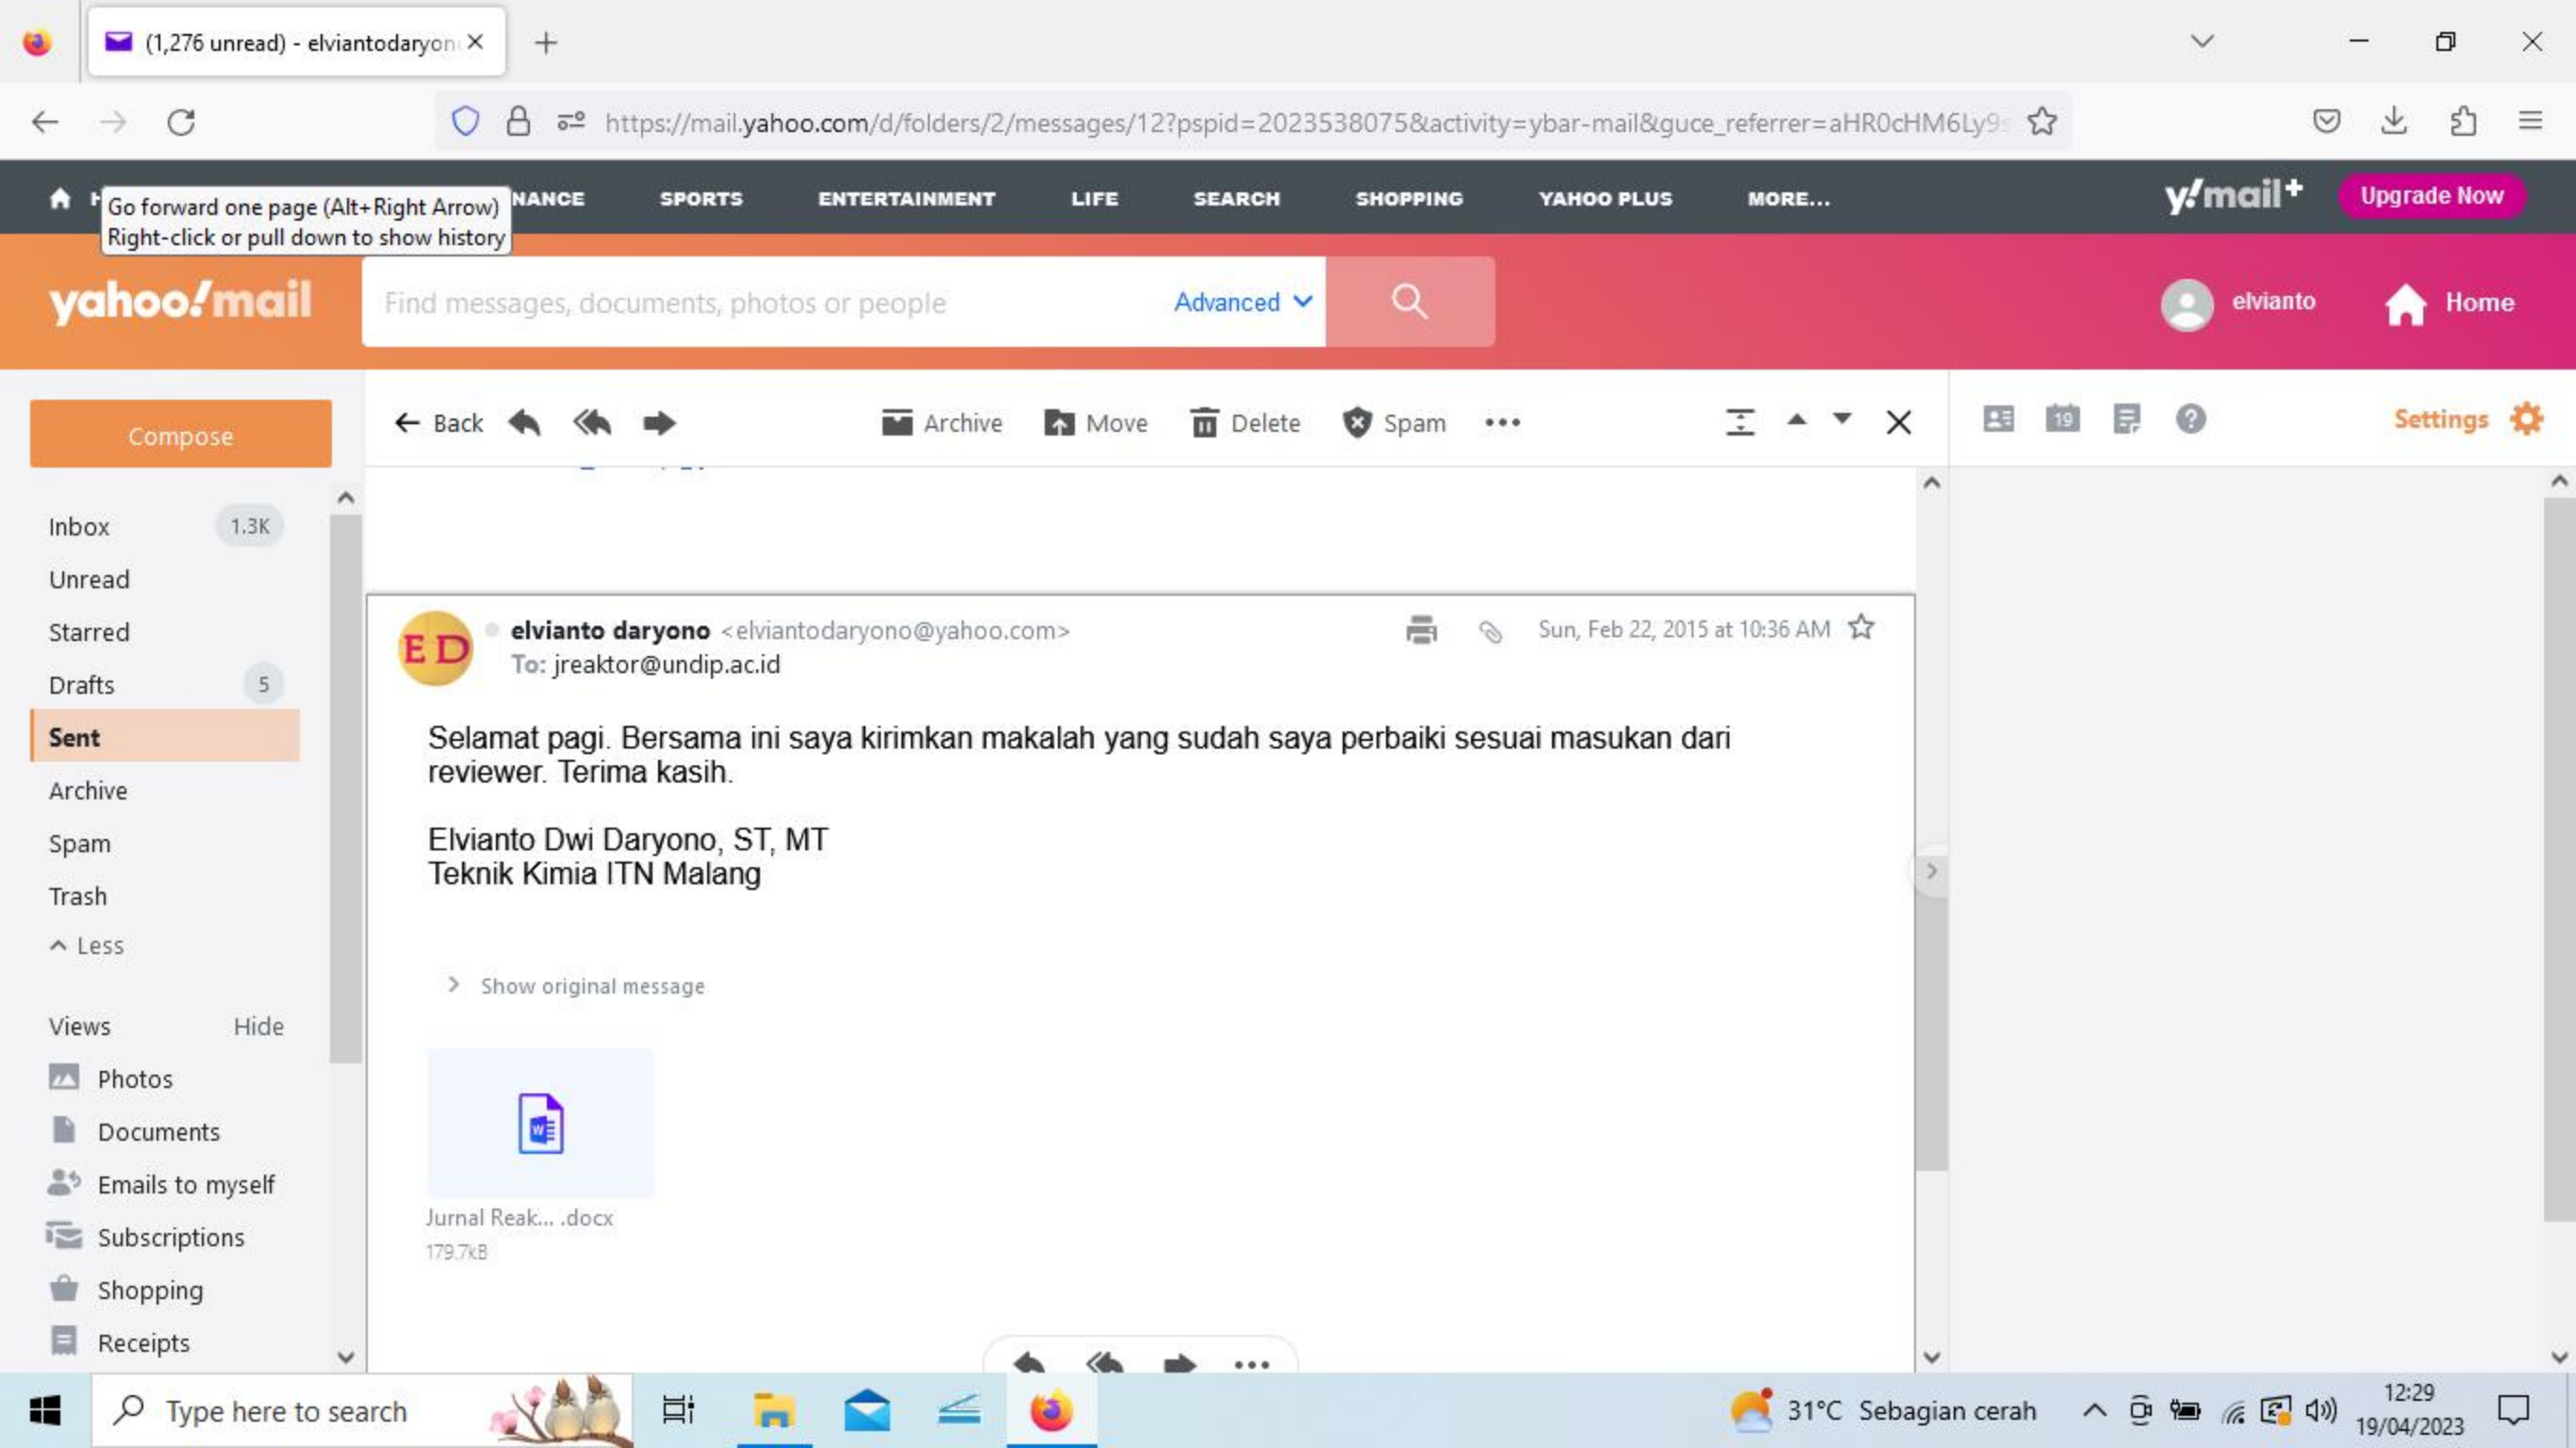 (1,276 unread) - elviantodaryon
https://mail.yahoo.com/d/folders/2/messages/12?pspid=2023538075&activity=ybar-mail&guce_referrer=aHR0cHM6Ly9
NANCE SPORTS ENTERTAINMENT LIFE SEARCH SHOPPING YAHOO PLUS MORE... y!mail+ Upgrade Now
Go forward one page (Alt+Right Arrow)
Right-click or pull down to show history
yahoo!mail Find messages, documents, photos or people Advanced elvianto Home
Compose Back Archive Move Delete Spam 19 Settings
Inbox 1.3K
Unread
Starred
Drafts 5
Sent
Archive
Spam
Trash
Less
Views Hide
Photos
Documents
Emails to myself
Subscriptions
Shopping
Receipts
ED elvianto daryono <elviantodaryono@yahoo.com> Sun, Feb 22, 2015 at 10:36 AM
To: jreaktor@undip.ac.id
Selamat pagi. Bersama ini saya kirimkan makalah yang sudah saya perbaiki sesuai masukan dari
reviewer. Terima kasih.
Elvianto Dwi Daryono, ST, MT
Teknik Kimia ITN Malang
Show original message
W
Jurnal Reak... .docx
179.7kB
Type here to search 31°C Sebagian cerah 12:29
19/04/2023